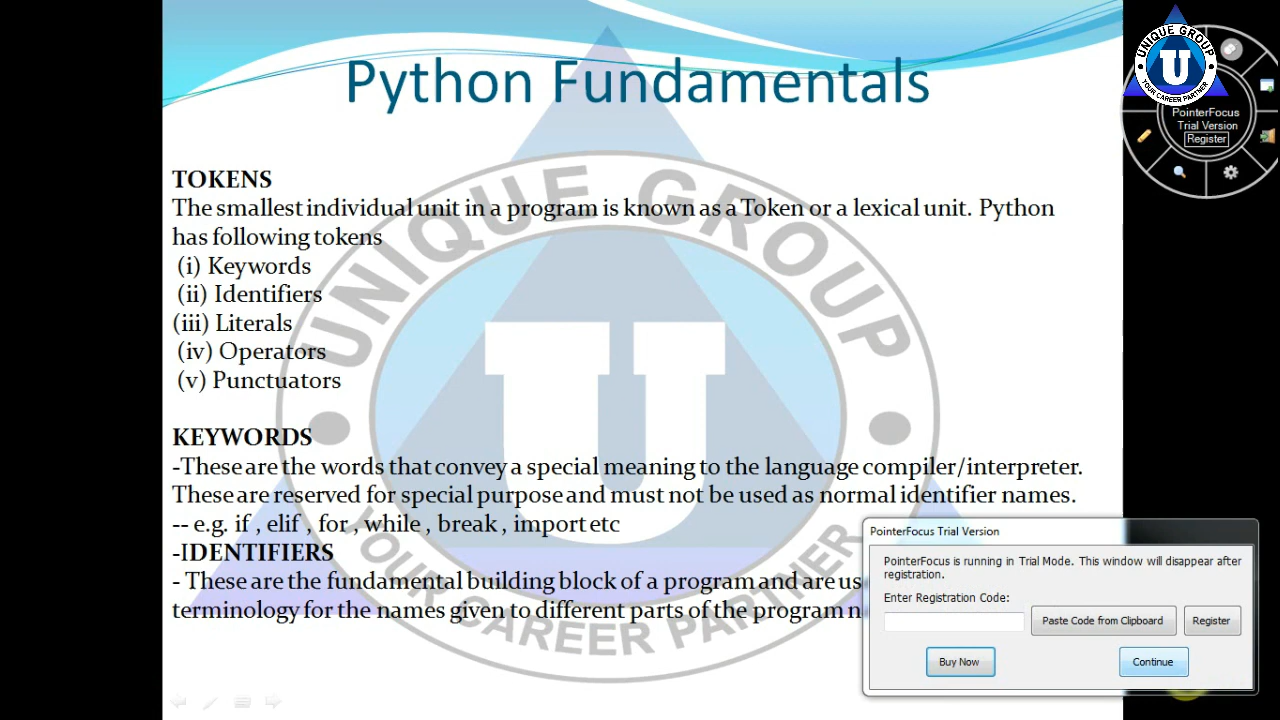 Python Fundamentals
TOKENS
The smallest individual unit in a program is known as a Token or a lexical unit. Python
has following tokens
(i) Keywords
(ii) Identifiers
(iii) Literals
(iv) Operators
(v) Punctuators
KEYWORDS
-These are the words that convey a special meaning to the language compiler/interpreter.
These are reserved for special purpose and must not be used as normal identifier names.
-- e.g. if , elif , for , while , break , import etc
-IDENTIFIERS
- These are the fundamental building block of a program and are us
terminology for the names given to different parts of the program n
UNIQUE GROUP
U
YOUR CAREER PARTNER
UNIQUE GROUP
U
YOUR CAREER PARTNER
PointerFocus
Trial Version
Register
PointerFocus Trial Version
PointerFocus is running in Trial Mode. This window will disappear after
registration.
Enter Registration Code:
Paste Code from Clipboard
Register
Buy Now
Continue